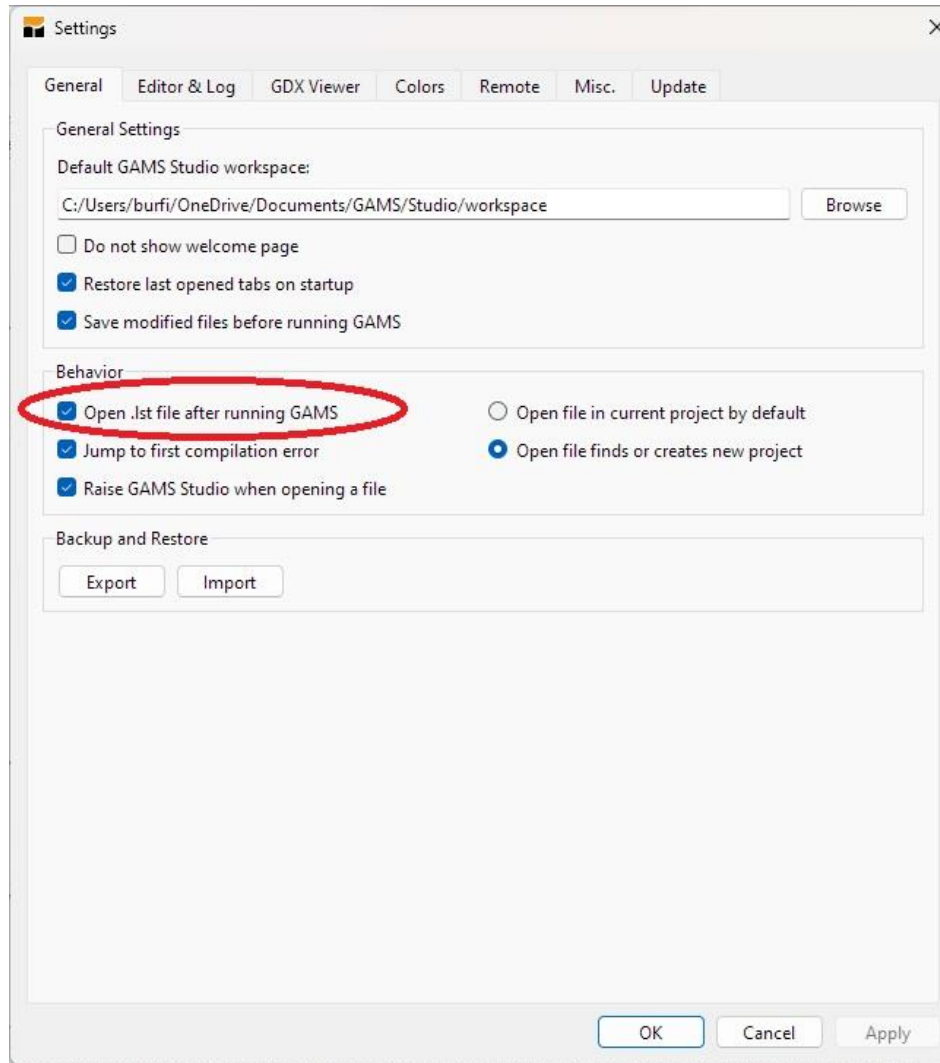 Settings
General Editor & Log GDX Viewer Colors Remote Misc. Update
General Settings
Default GAMS Studio workspace:
C:/Users/burfi/OneDrive/Documents/GAMS/Studio/workspace Browse
Do not show welcome page
Restore last opened tabs on startup
Save modified files before running GAMS
Behavior
Open .lst file after running GAMS Open file in current project by default
Jump to first compilation error Open file finds or creates new project
Raise GAMS Studio when opening a file
Backup and Restore
Export Import
OK Cancel Apply